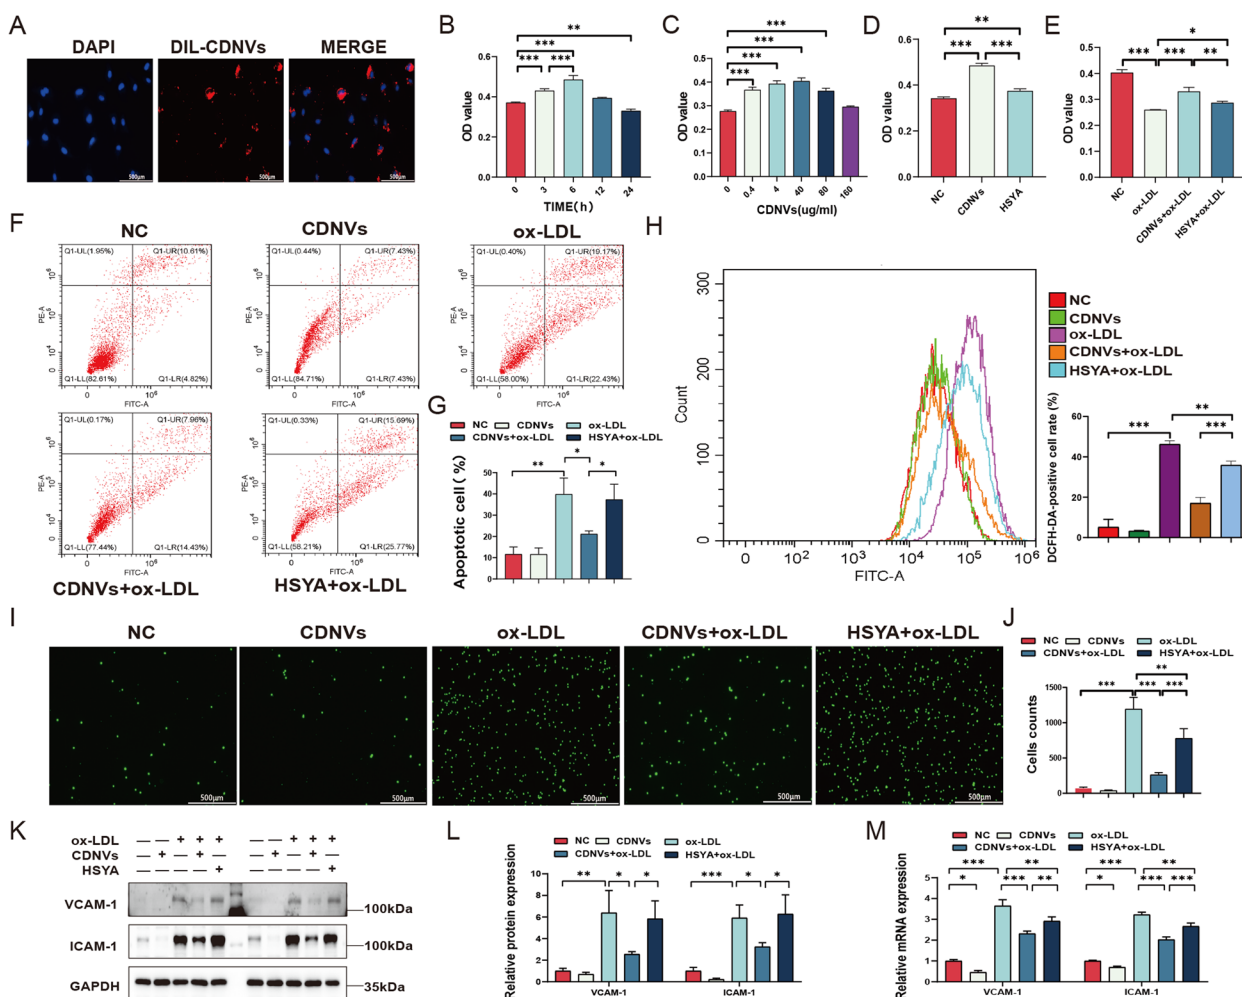 A
DAPI
DIL-CDNVs
MERGE
500μm
500μm
500μm
B
OD value
0.6
0.4
0.2
0.0
***
***
***
**
0
3
6
12
24
TIME(h)
C
OD value
0.5
0.4
0.3
0.2
0.1
0.0
***
***
***
***
0
0.4
4
40
80
160
CDNVs(ug/ml)
D
OD value
0.6
0.4
0.2
0.0
**
***
***
NC
CDNVs
HSYA
E
OD value
0.5
0.4
0.3
0.2
0.1
0.0
*
***
***
**
NC
ox-LDL
CDNVs+ox-LDL
HSYA+ox-LDL
F
NC
Q1-UL(1.95%)
Q1-UR(10.61%)
Q1-LL(82.61%)
Q1-LR(4.82%)
PE-A
FITC-A
CDNVs
Q1-UL(0.44%)
Q1-UR(7.43%)
Q1-LL(84.71%)
Q1-LR(7.43%)
PE-A
FITC-A
ox-LDL
Q1-UL(0.40%)
Q1-UR(19.17%)
Q1-LL(58.00%)
Q1-LR(22.43%)
PE-A
FITC-A
Q1-UL(0.17%)
Q1-UR(7.96%)
Q1-LL(77.44%)
Q1-LR(14.43%)
PE-A
FITC-A
CDNVs+ox-LDL
Q1-UL(0.33%)
Q1-UR(15.69%)
Q1-LL(58.21%)
Q1-LR(25.77%)
PE-A
FITC-A
HSYA+ox-LDL
G
NC
CDNVs
ox-LDL
CDNVs+ox-LDL
HSYA+ox-LDL
Apoptotic cell (%)
50
40
30
20
10
0
**
*
*
H
Count
300
200
100
0
0
10²
10³
10⁴
10⁵
10⁶
FITC-A
NC
CDNVs
ox-LDL
CDNVs+ox-LDL
HSYA+ox-LDL
DCFH-DA-positive cell rate (%)
60
40
20
0
***
**
***
I
NC
CDNVs
ox-LDL
CDNVs+ox-LDL
HSYA+ox-LDL
500μm
500μm
500μm
500μm
500μm
J
NC
CDNVs
ox-LDL
CDNVs+ox-LDL
HSYA+ox-LDL
Cells counts
1500
1000
500
0
**
***
***
***
K
ox-LDL — — + + + — — + + +
CDNVs — + — + — — + — + —
HSYA — — — — + — — — — +
VCAM-1
100kDa
ICAM-1
100kDa
GAPDH
35kDa
L
NC
CDNVs
ox-LDL
CDNVs+ox-LDL
HSYA+ox-LDL
Relative protein expression
10
8
6
4
2
0
**
*
*
***
*
*
VCAM-1
ICAM-1
M
NC
CDNVs
ox-LDL
CDNVs+ox-LDL
HSYA+ox-LDL
Relative mRNA expression
5
4
3
2
1
0
***
**
*
***
**
***
**
*
***
***
VCAM-1
ICAM-1